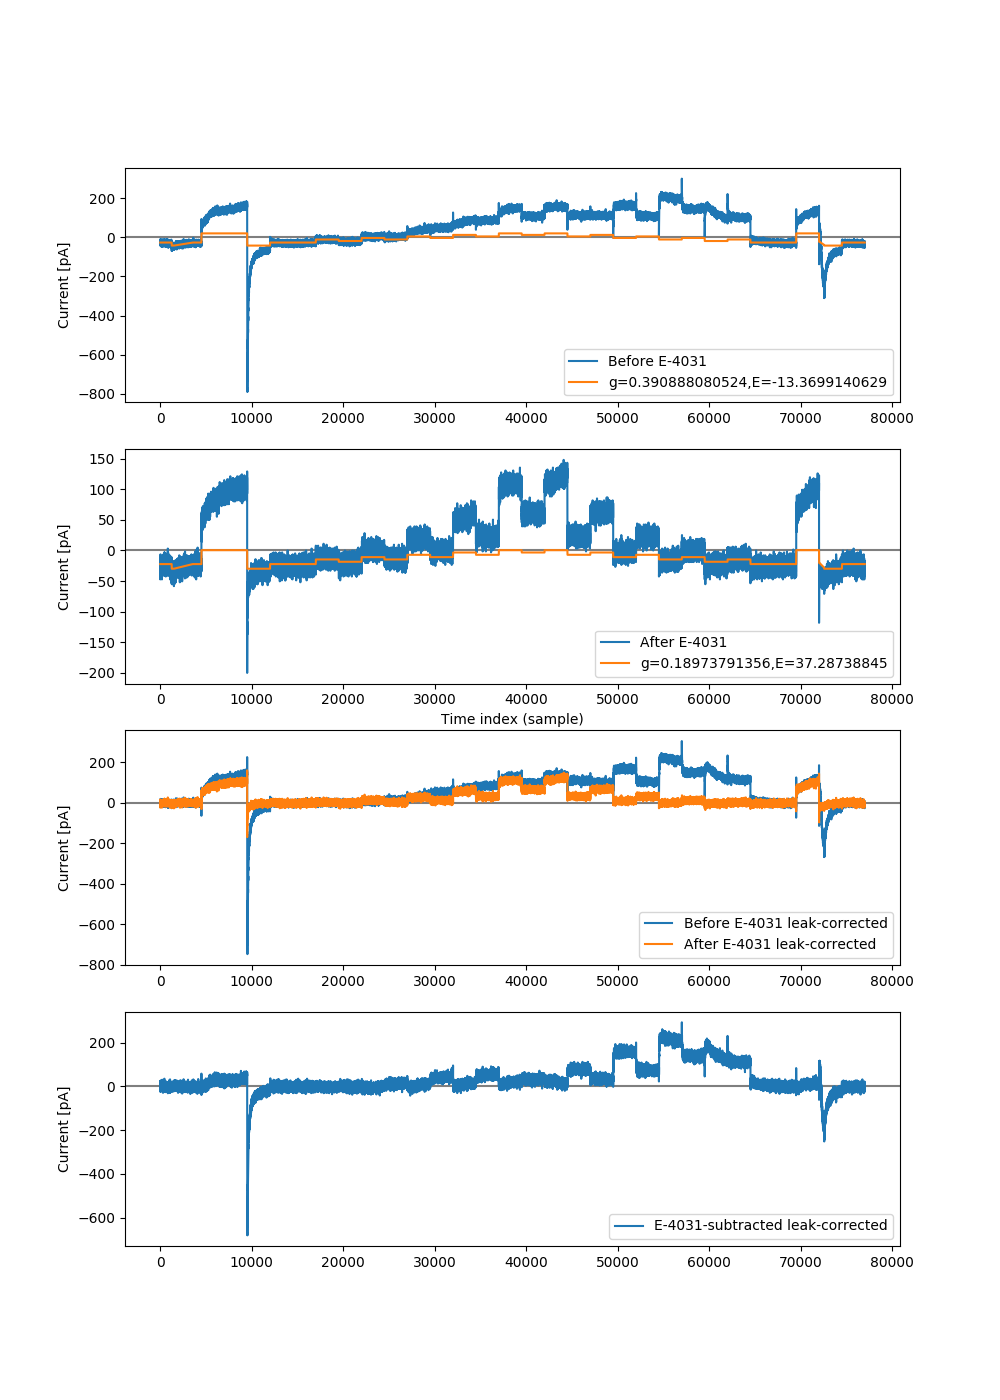 200
0
−200
−400
−600
−800
Current [pA]
Before E-4031
g=0.390888080524,E=-13.3699140629
0 10000 20000 30000 40000 50000 60000 70000 80000
150
100
50
0
−50
−100
−150
−200
Current [pA]
After E-4031
g=0.18973791356,E=37.28738845
0 10000 20000 30000 40000 50000 60000 70000 80000
Time index (sample)
200
0
−200
−400
−600
−800
Current [pA]
Before E-4031 leak-corrected
After E-4031 leak-corrected
0 10000 20000 30000 40000 50000 60000 70000 80000
200
0
−200
−400
−600
Current [pA]
E-4031-subtracted leak-corrected
0 10000 20000 30000 40000 50000 60000 70000 80000